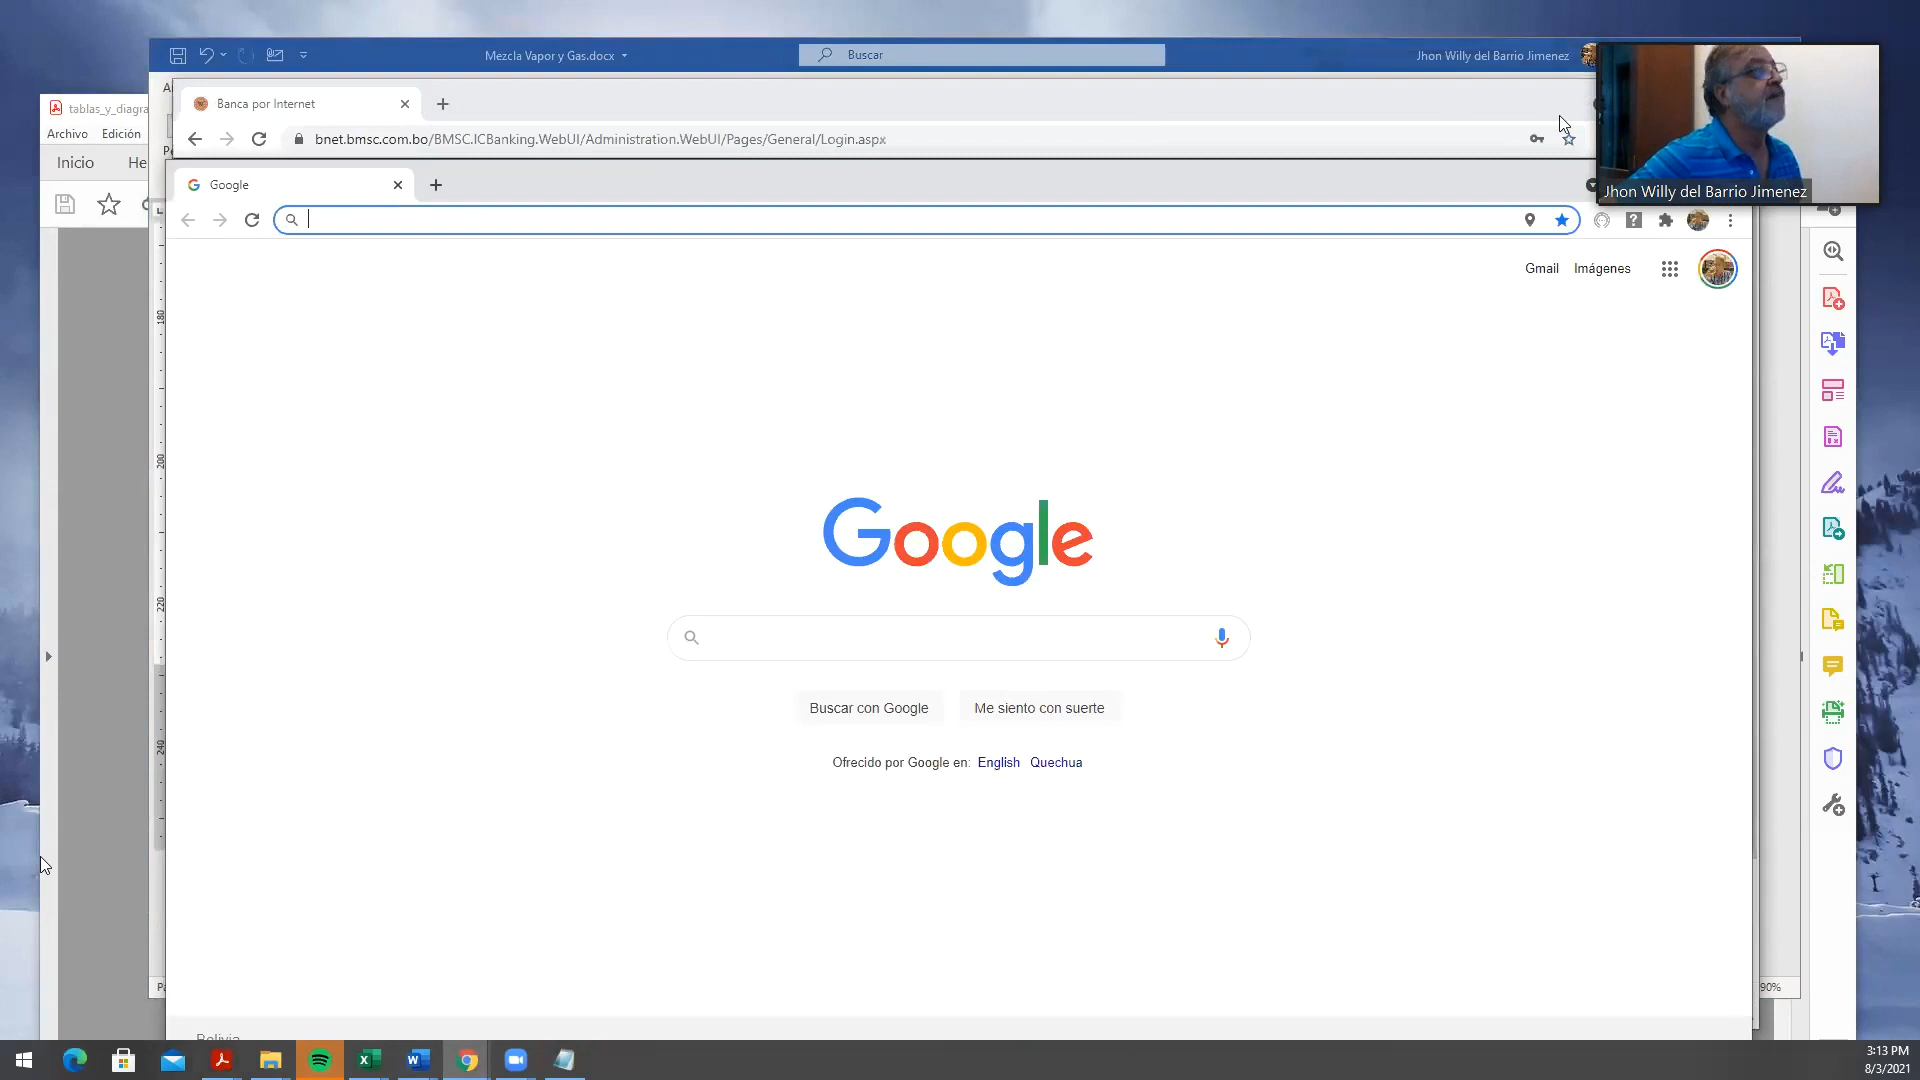 Mezcla Vapor y Gas.docx
Buscar
Jhon Willy del Barrio Jimenez
tablas_y_diagra
Banca por Internet
Archivo Edición
bnet.bmsc.com.bo/BMSC.ICBanking.WebUI/Administration.WebUI/Pages/General/Login.aspx
Inicio He
Google
Jhon Willy del Barrio Jimenez
Gmail Imágenes
180
200
220
240
Google
Buscar con Google Me siento con suerte
Ofrecido por Google en: English Quechua
90%
Bolivia
3:13 PM
8/3/2021